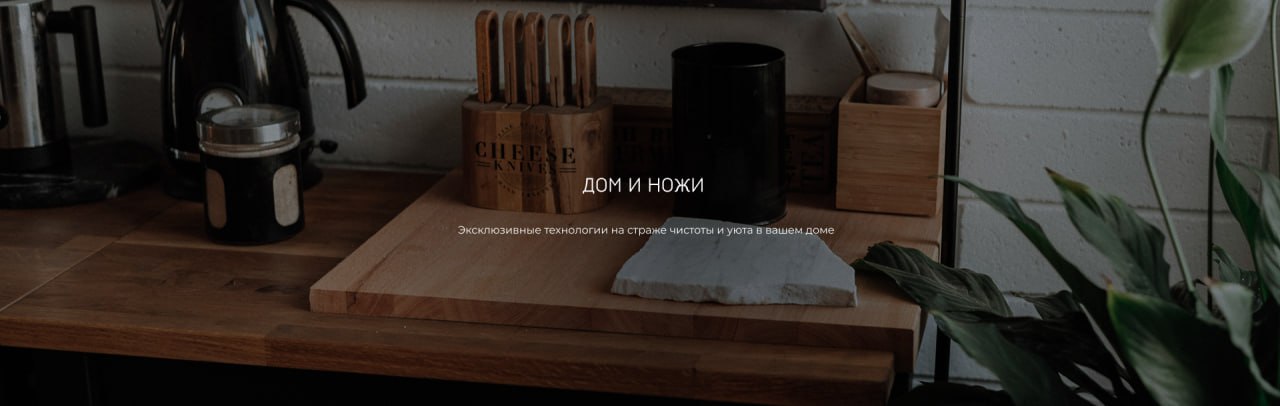 CHEESE
KNIVES
ДОМ И НОЖИ
Эксклюзивные технологии на страже чистоты и уюта в вашем доме